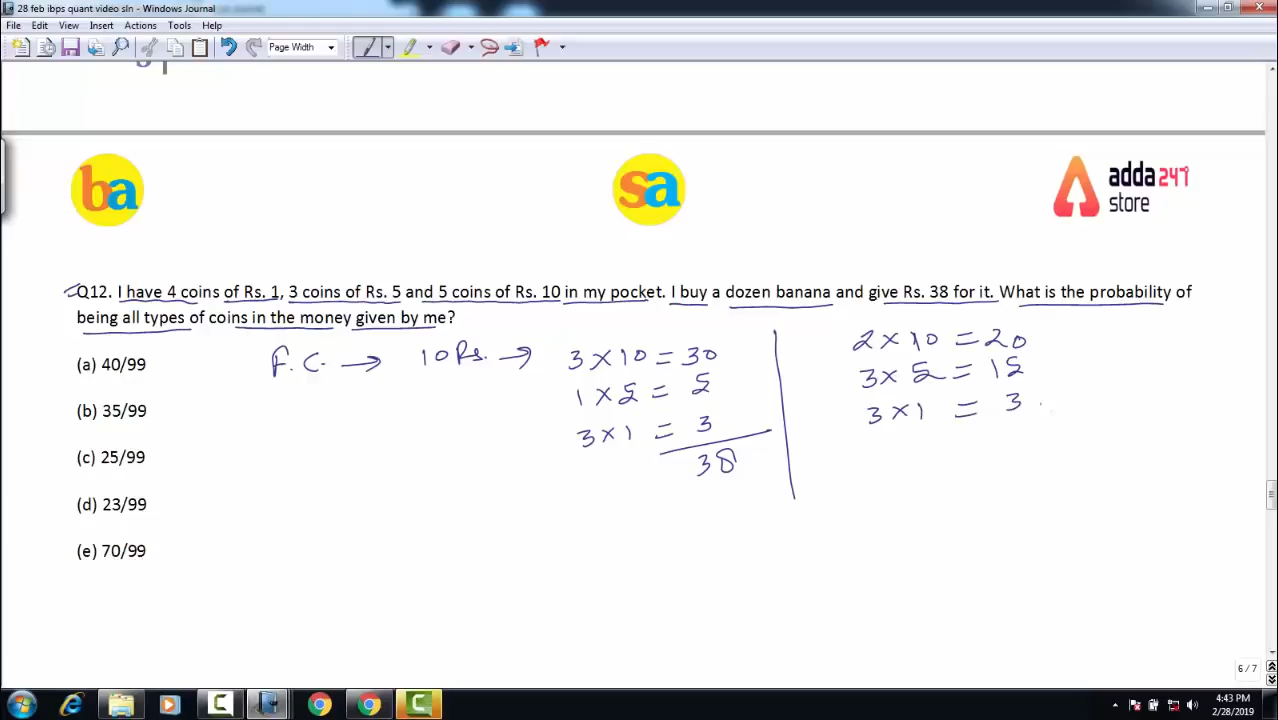 28 feb ibps quant video sln - Windows Journal
File Edit View Insert Actions Tools Help
Page Width
ba
sa
adda247
store
Q12. I have 4 coins of Rs. 1, 3 coins of Rs. 5 and 5 coins of Rs. 10 in my pocket. I buy a dozen banana and give Rs. 38 for it. What is the probability of
being all types of coins in the money given by me?
(a) 40/99
(b) 35/99
(c) 25/99
(d) 23/99
(e) 70/99
F.C. → 10 Rs. → 3 × 10 = 30
1 × 5 = 5
3 × 1 = 3
38
2 × 10 = 20
3 × 5 = 15
3 × 1 = 3
6 / 7
4:43 PM
2/28/2019